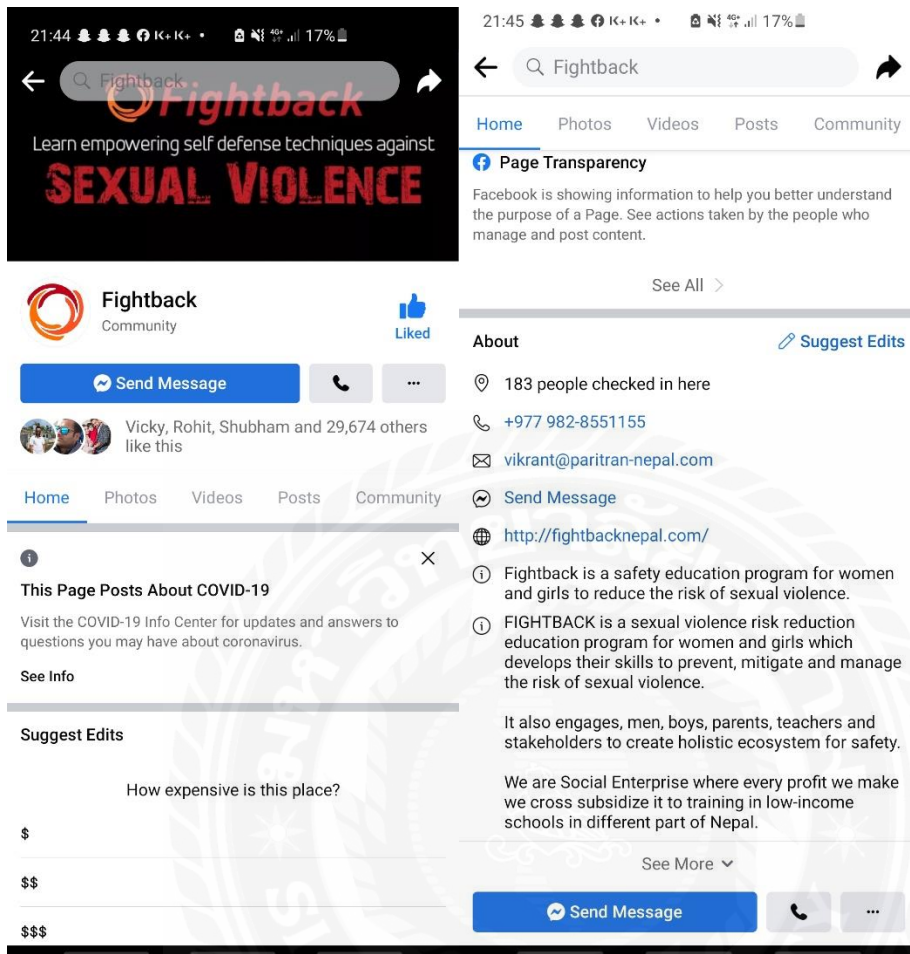 21:44 K+ K+ • 4G+ 17%
Fightback
Fightback
Learn empowering self defense techniques against
SEXUAL VIOLENCE
Fightback
Community
Liked
Send Message
Vicky, Rohit, Shubham and 29,674 others
like this
Home Photos Videos Posts Community
This Page Posts About COVID-19
Visit the COVID-19 Info Center for updates and answers to
questions you may have about coronavirus.
See Info
Suggest Edits
How expensive is this place?
$
$$
$$$
21:45 K+ K+ • 4G+ 17%
Fightback
Home Photos Videos Posts Community
Page Transparency
Facebook is showing information to help you better understand
the purpose of a Page. See actions taken by the people who
manage and post content.
See All
About
Suggest Edits
183 people checked in here
+977 982-8551155
vikrant@paritran-nepal.com
Send Message
http://fightbacknepal.com/
Fightback is a safety education program for women
and girls to reduce the risk of sexual violence.
FIGHTBACK is a sexual violence risk reduction
education program for women and girls which
develops their skills to prevent, mitigate and manage
the risk of sexual violence.
It also engages, men, boys, parents, teachers and
stakeholders to create holistic ecosystem for safety.
We are Social Enterprise where every profit we make
we cross subsidize it to training in low-income
schools in different part of Nepal.
See More
Send Message